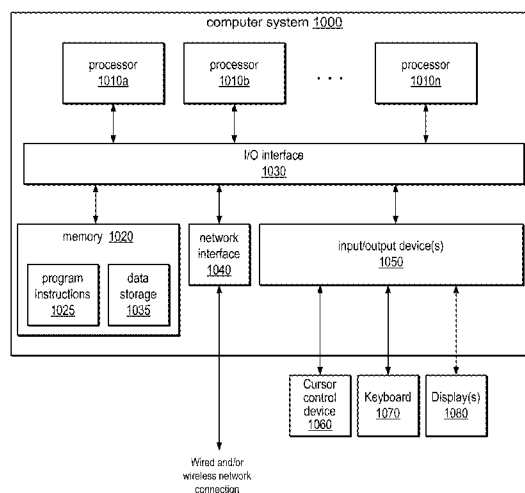 computer system 1000
processor
1010a
processor
1010b
. . .
processor
1010n
I/O interface
1030
memory 1020
program
instructions
1025
data
storage
1035
network
interface
1040
input/output device(s)
1050
Cursor
control
device
1060
Keyboard
1070
Display(s)
1080
Wired and/or
wireless network
connection